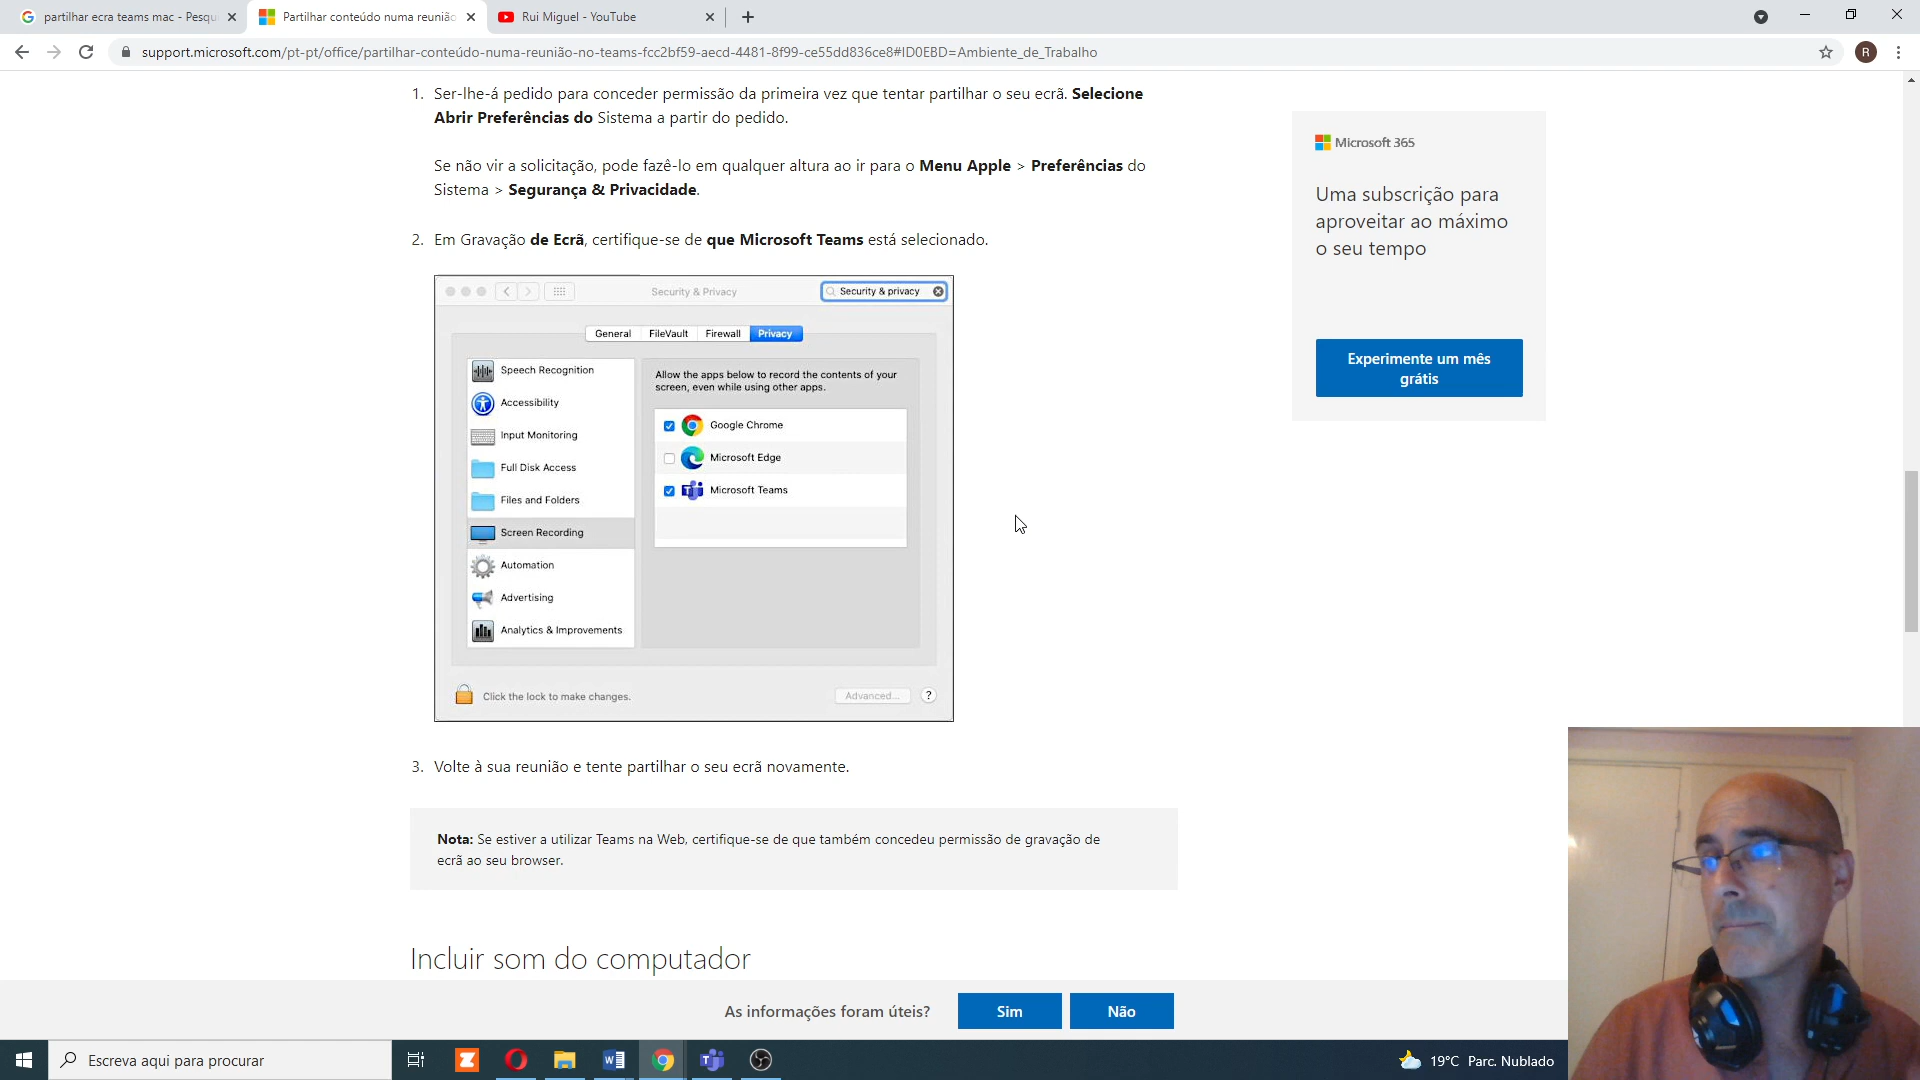 partilhar ecra teams mac - Pesqu
Partilhar conteúdo numa reunião
Rui Miguel - YouTube
support.microsoft.com/pt-pt/office/partilhar-conteúdo-numa-reunião-no-teams-fcc2bf59-aecd-4481-8f99-ce55dd836ce8#ID0EBD=Ambiente_de_Trabalho
R
1. Ser-lhe-á pedido para conceder permissão da primeira vez que tentar partilhar o seu ecrã. Selecione
Abrir Preferências do Sistema a partir do pedido.
Se não vir a solicitação, pode fazê-lo em qualquer altura ao ir para o Menu Apple > Preferências do
Sistema > Segurança & Privacidade.
2. Em Gravação de Ecrã, certifique-se de que Microsoft Teams está selecionado.
Security & Privacy
Security & privacy
General
FileVault
Firewall
Privacy
Speech Recognition
Accessibility
Input Monitoring
Full Disk Access
Files and Folders
Screen Recording
Automation
Advertising
Analytics & Improvements
Allow the apps below to record the contents of your
screen, even while using other apps.
Google Chrome
Microsoft Edge
Microsoft Teams
Click the lock to make changes.
Advanced...
?
3. Volte à sua reunião e tente partilhar o seu ecrã novamente.
Nota: Se estiver a utilizar Teams na Web, certifique-se de que também concedeu permissão de gravação de
ecrã ao seu browser.
Incluir som do computador
Microsoft 365
Uma subscrição para
aproveitar ao máximo
o seu tempo
Experimente um mês
grátis
As informações foram úteis?
Sim
Não
Escreva aqui para procurar
19°C Parc. Nublado